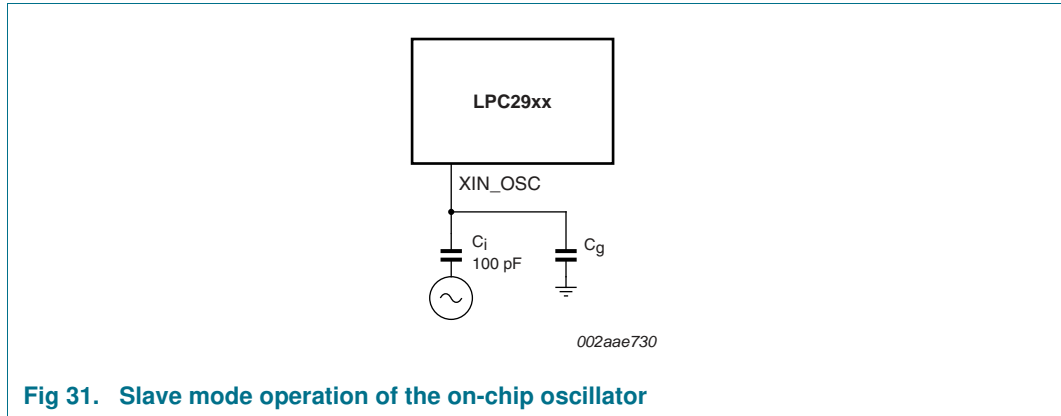 LPC29xx
XIN_OSC
Ci
100 pF
Cg
002aae730
Fig 31. Slave mode operation of the on-chip oscillator